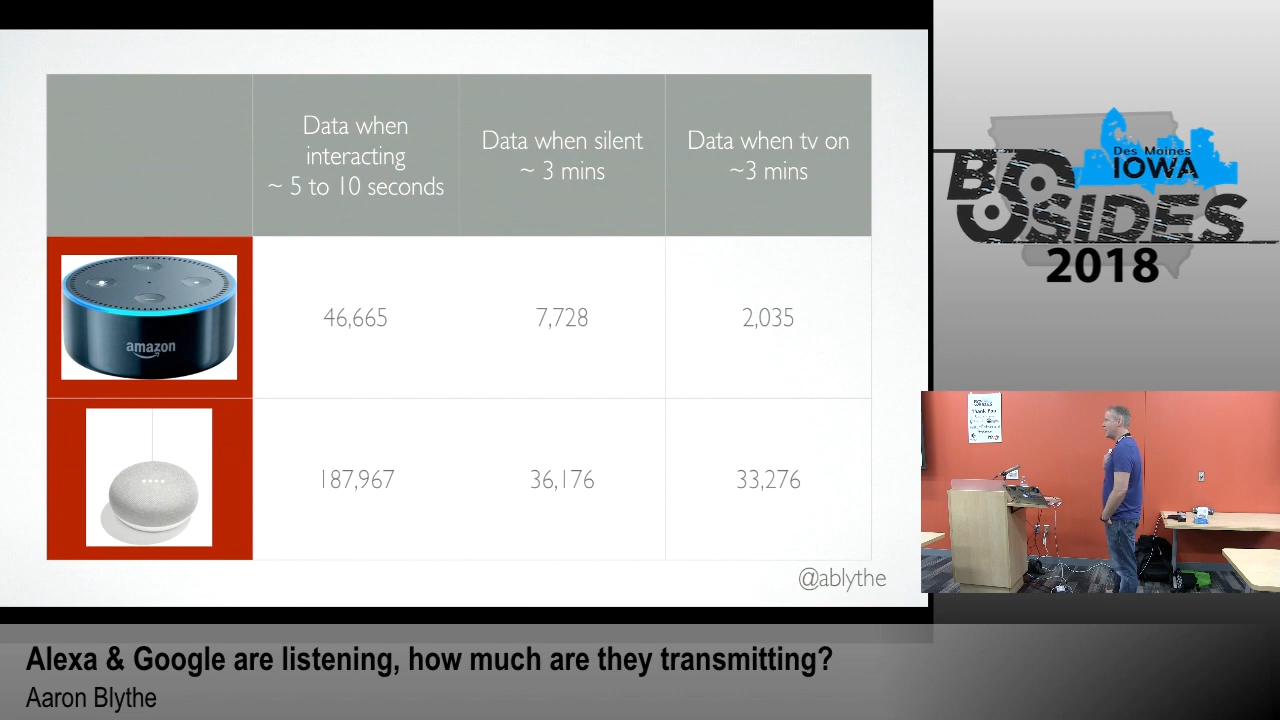 Data when
interacting
~ 5 to 10 seconds
Data when silent
~ 3 mins
Data when tv on
~3 mins
amazon
46,665
7,728
2,035
187,967
36,176
33,276
@ablythe
Des Moines
IOWA
BSIDES
2018
Thank You
Alexa & Google are listening, how much are they transmitting?
Aaron Blythe